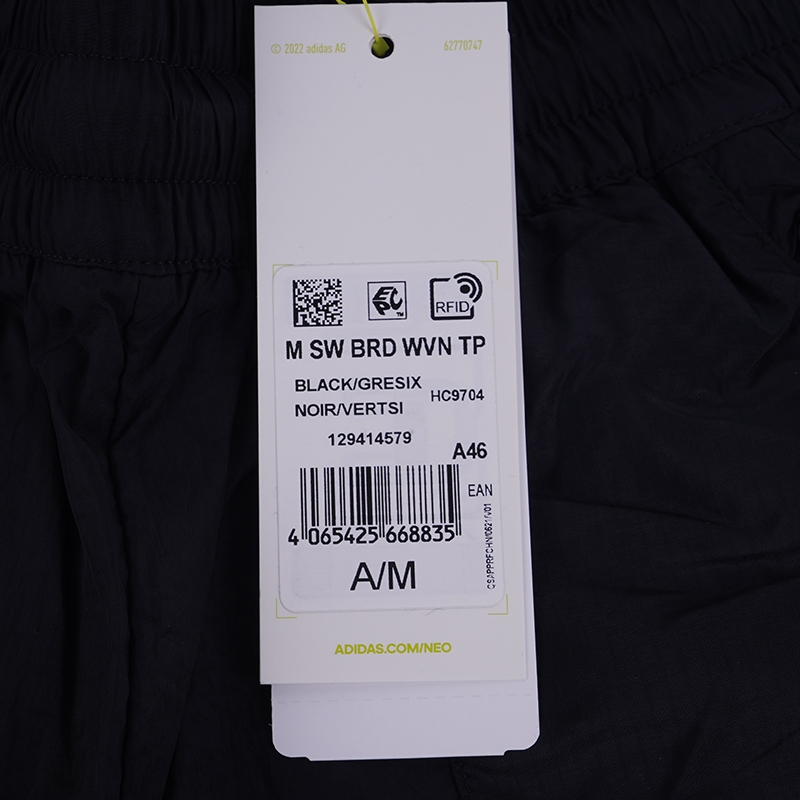 © 2022 adidas AG
62770747
EPC™
RFID
M SW BRD WVN TP
BLACK/GRESIX
NOIR/VERTSI
HC9704
129414579
A46
EAN
4 065425 668835
A/M
ADIDAS.COM/NEO